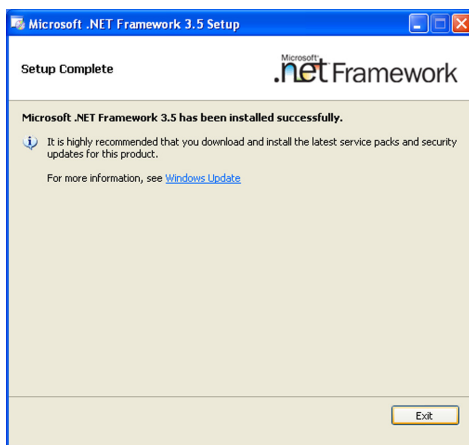 Microsoft .NET Framework 3.5 Setup
Setup Complete
Microsoft
.net Framework
Microsoft .NET Framework 3.5 has been installed successfully.
It is highly recommended that you download and install the latest service packs and security
updates for this product.
For more information, see Windows Update
Exit